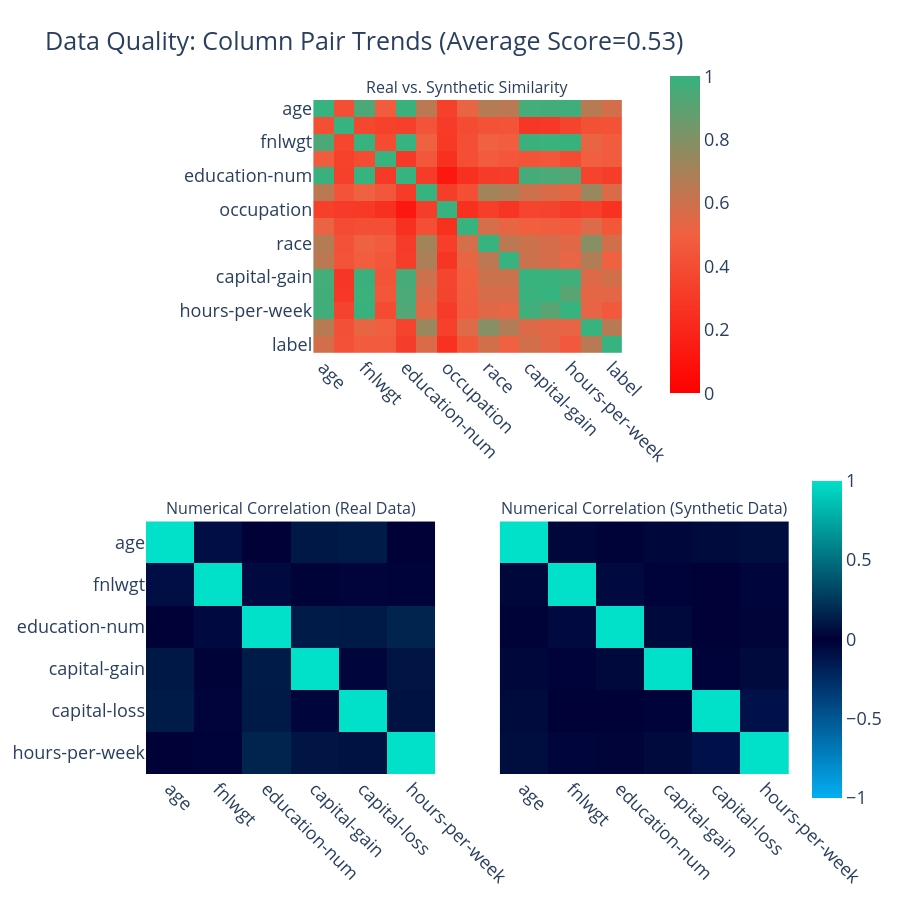 Data Quality: Column Pair Trends (Average Score=0.53)
Real vs. Synthetic Similarity
age
fnlwgt
education-num
occupation
race
capital-gain
hours-per-week
label
age
fnlwgt
education-num
occupation
race
capital-gain
hours-per-week
label
1
0.8
0.6
0.4
0.2
0
Numerical Correlation (Real Data)
age
fnlwgt
education-num
capital-gain
capital-loss
hours-per-week
age
fnlwgt
education-num
capital-gain
capital-loss
hours-per-week
Numerical Correlation (Synthetic Data)
age
fnlwgt
education-num
capital-gain
capital-loss
hours-per-week
1
0.5
0
−0.5
−1